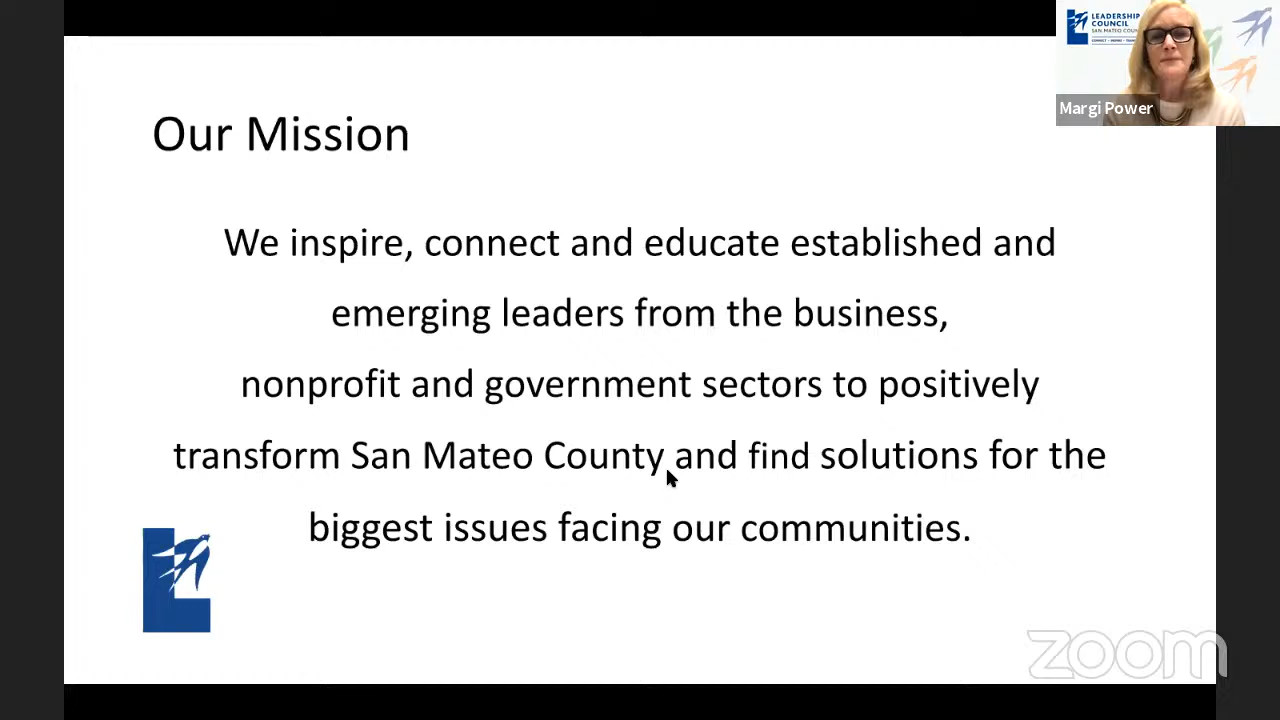 LEADERSHIP
COUNCIL
SAN MATEO COUN
Margi Power
Our Mission
We inspire, connect and educate established and
emerging leaders from the business,
nonprofit and government sectors to positively
transform San Mateo County and find solutions for the
biggest issues facing our communities.
zoom